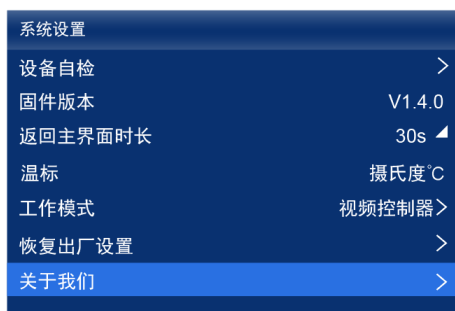 系统设置
设备自检 >
固件版本 V1.4.0
返回主界面时长 30s
温标 摄氏度℃
工作模式 视频控制器>
恢复出厂设置 >
关于我们 >